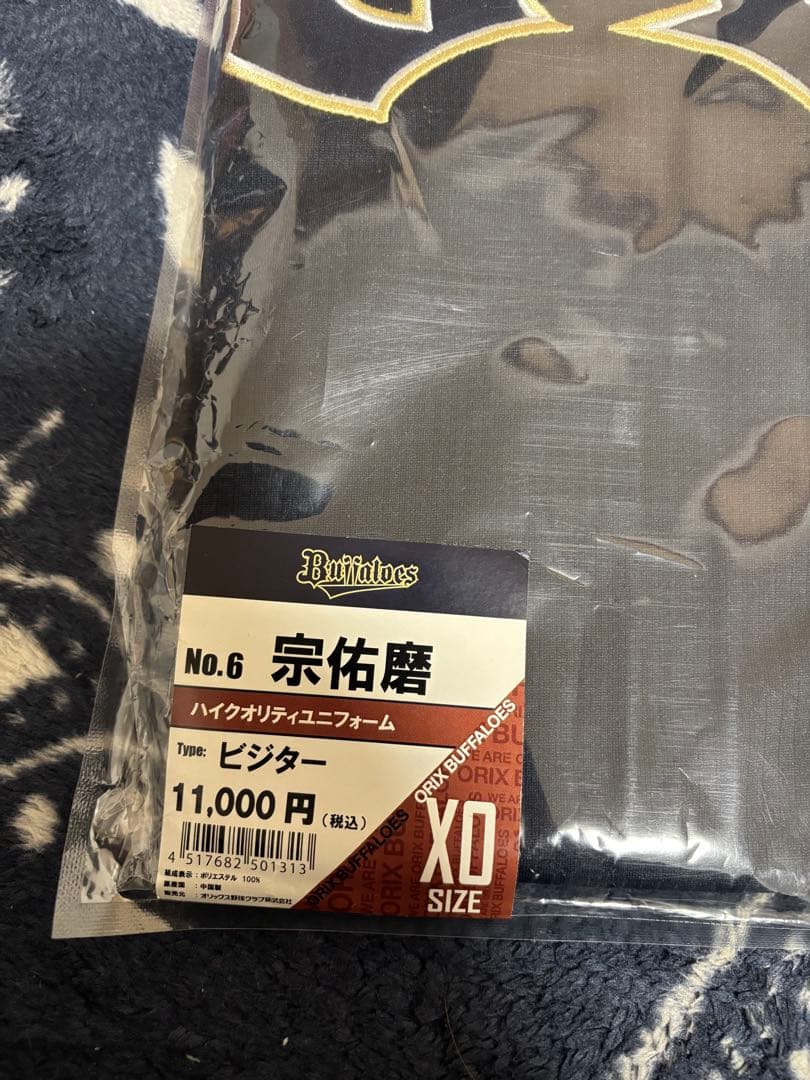 Buffaloes
No.6 宗佑磨
ハイクオリティユニフォーム
Type: ビジター
11,000円(税込)
4 517682 501313
組成表示：ポリエステル 100%
原産国：中国製
販売元：オリックス野球クラブ株式会社
ORIX BUFFALOES
XO
SIZE